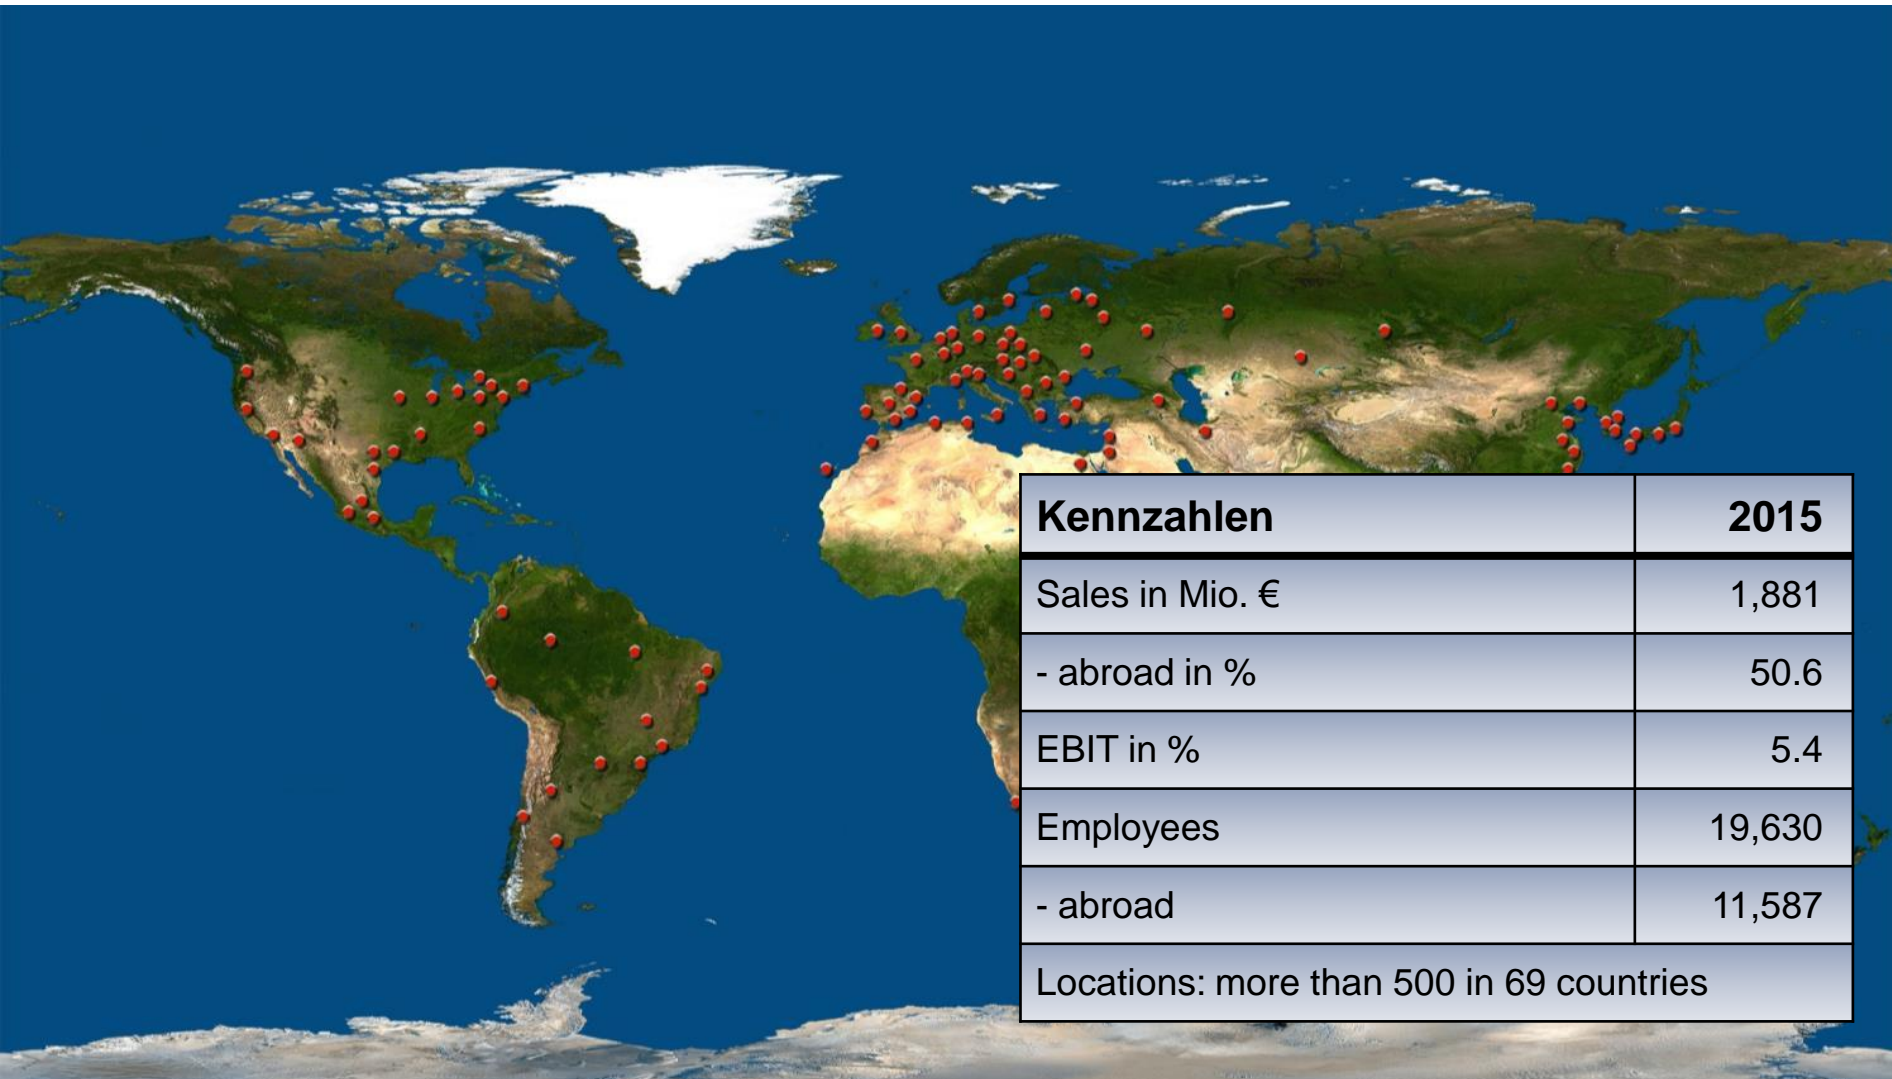 Kennzahlen 2015
Sales in Mio. € 1,881
- abroad in % 50.6
EBIT in % 5.4
Employees 19,630
- abroad 11,587
Locations: more than 500 in 69 countries